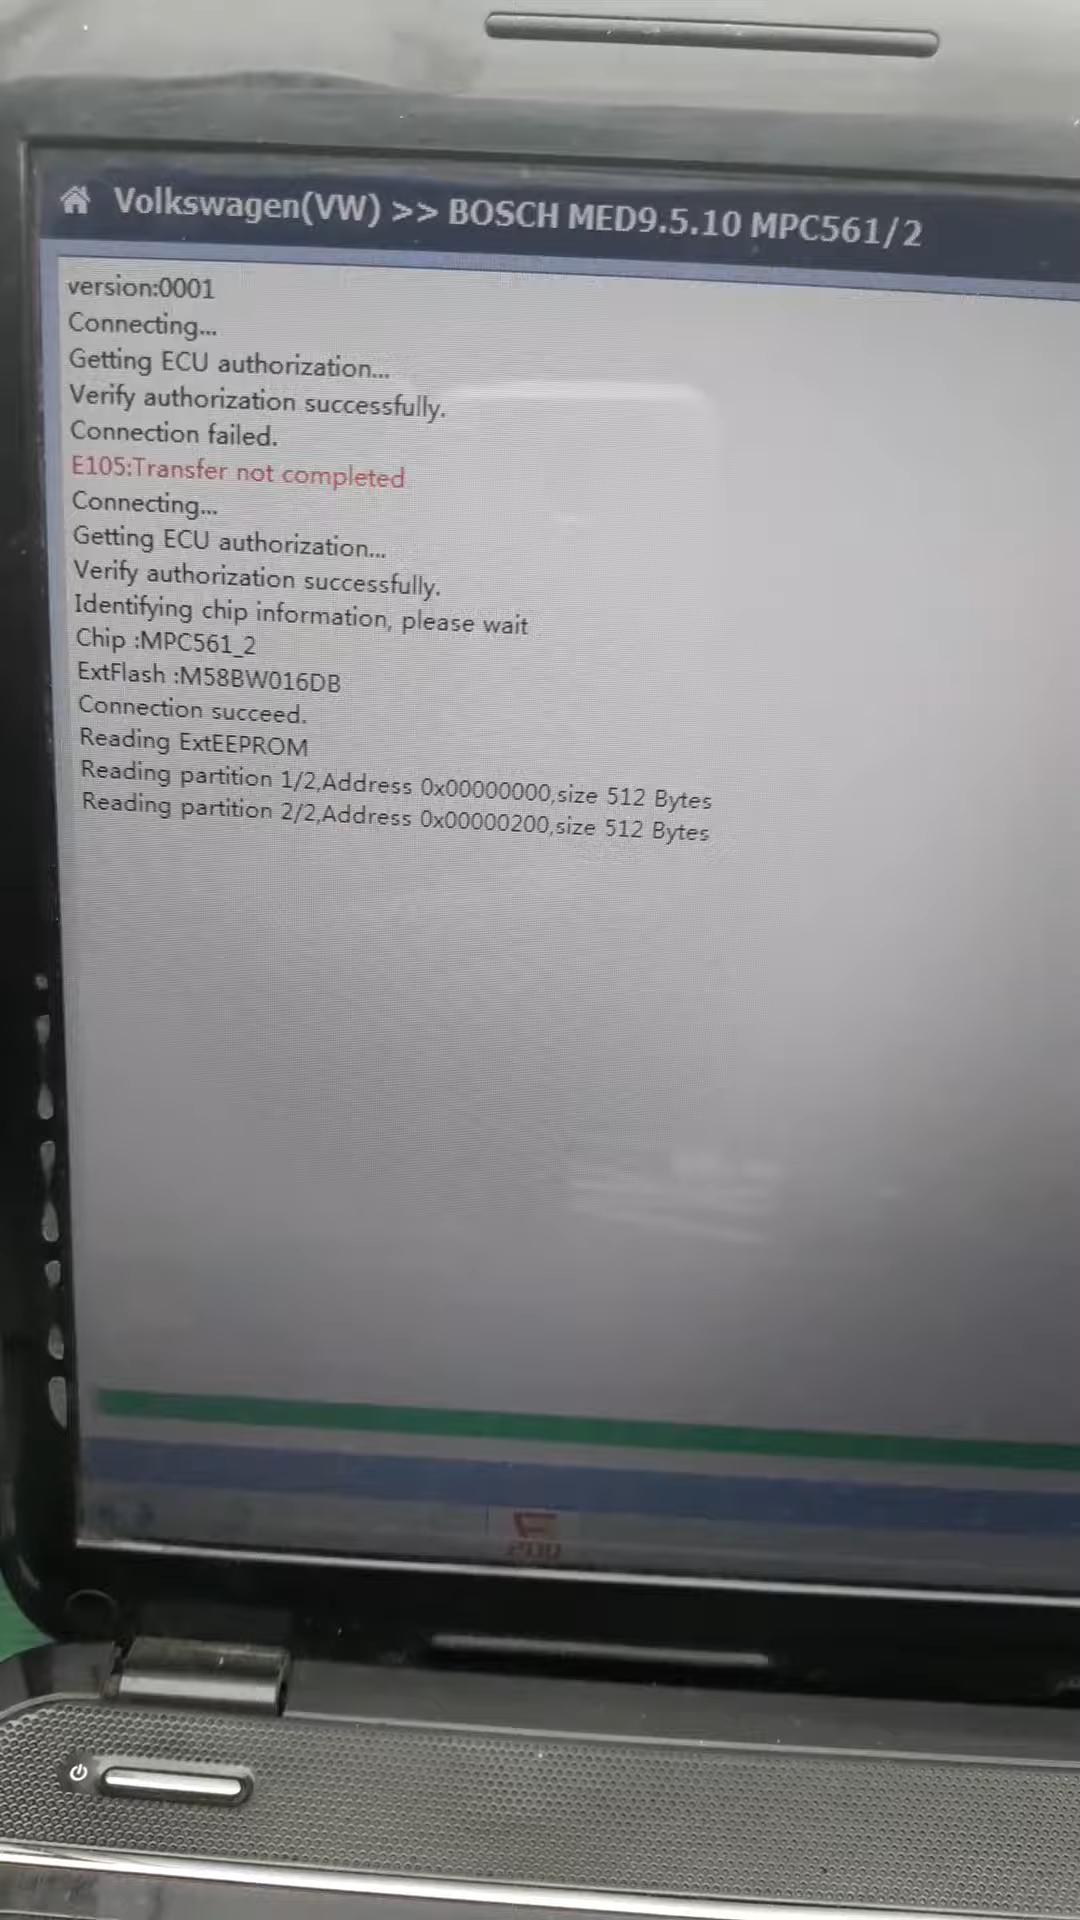 Volkswagen(VW) >> BOSCH MED9.5.10 MPC561/2
version:0001
Connecting...
Getting ECU authorization...
Verify authorization successfully.
Connection failed.
E105:Transfer not completed
Connecting...
Getting ECU authorization...
Verify authorization successfully.
Identifying chip information, please wait
Chip :MPC561_2
ExtFlash :M58BW016DB
Connection succeed.
Reading ExtEEPROM
Reading partition 1/2,Address 0x00000000,size 512 Bytes
Reading partition 2/2,Address 0x00000200,size 512 Bytes